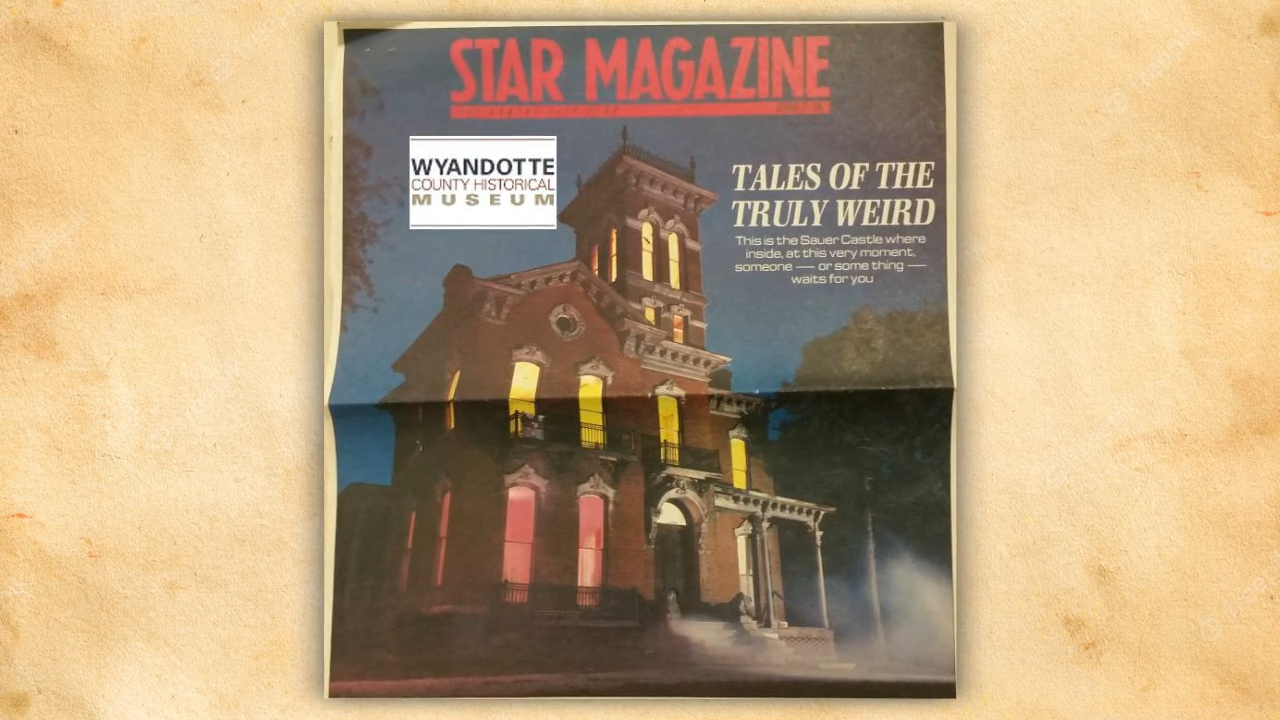 STAR MAGAZINE
WYANDOTTE
COUNTY HISTORICAL
MUSEUM
TALES OF THE
TRULY WEIRD
This is the Sauer Castle where
inside, at this very moment,
someone — or some thing —
waits for you